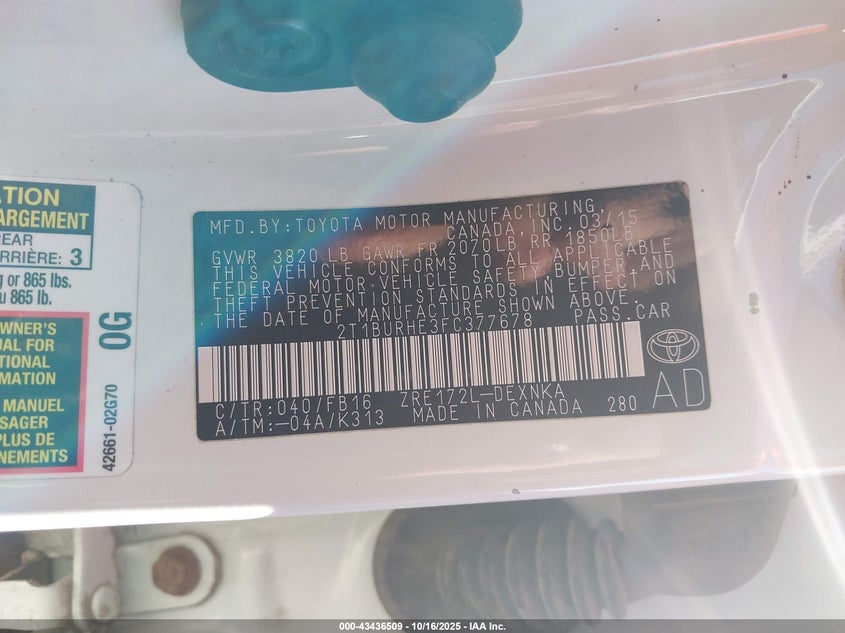 ATION
ARGEMENT
REAR
ARRIÈRE: 3
g or 865 lbs.
u 865 lb.
OWNER'S
UAL FOR
TIONAL
RMATION
MANUEL
SAGER
PLUS DE
NEMENTS
0G
42661-02G70
MFD.BY:TOYOTA MOTOR MANUFACTURING,
CANADA, INC. 03/15
GVWR 3820 LB GAWR FR 2070LB RR 1850LB
THIS VEHICLE CONFORMS TO ALL APPLICABLE
FEDERAL MOTOR VEHICLE SAFETY,BUMPER,AND
THEFT PREVENTION STANDARDS IN EFFECT ON
THE DATE OF MANUFACTURE SHOWN ABOVE.
2T1BURHE3FC377678 PASS.CAR
C/TR:040/FB16 ZRE172L-DEXNKA
A/TM:-04A/K313 MADE IN CANADA 280
AD
000-43436509 - 10/16/2025 - IAA Inc.